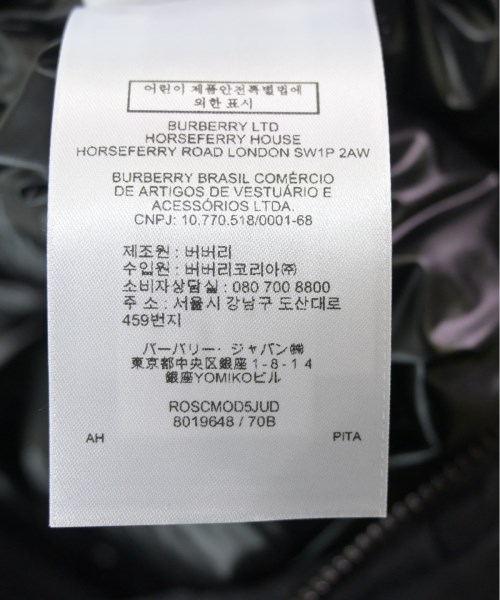 어린이 제품안전특별법에
의한 표시
BURBERRY LTD
HORSEFERRY HOUSE
HORSEFERRY ROAD LONDON SW1P 2AW
BURBERRY BRASIL COMÉRCIO
DE ARTIGOS DE VESTUÁRIO E
ACESSÓRIOS LTDA.
CNPJ: 10.770.518/0001-68
제조원 : 버버리
수입원 : 버버리코리아㈜
소비자상담실 : 080 700 8800
주 소 : 서울시 강남구 도산대로
459번지
バーバリー・ジャパン㈱
東京都中央区銀座1-8-14
銀座YOMIKOビル
ROSCMOD5JUD
8019648 / 70B
AH PITA